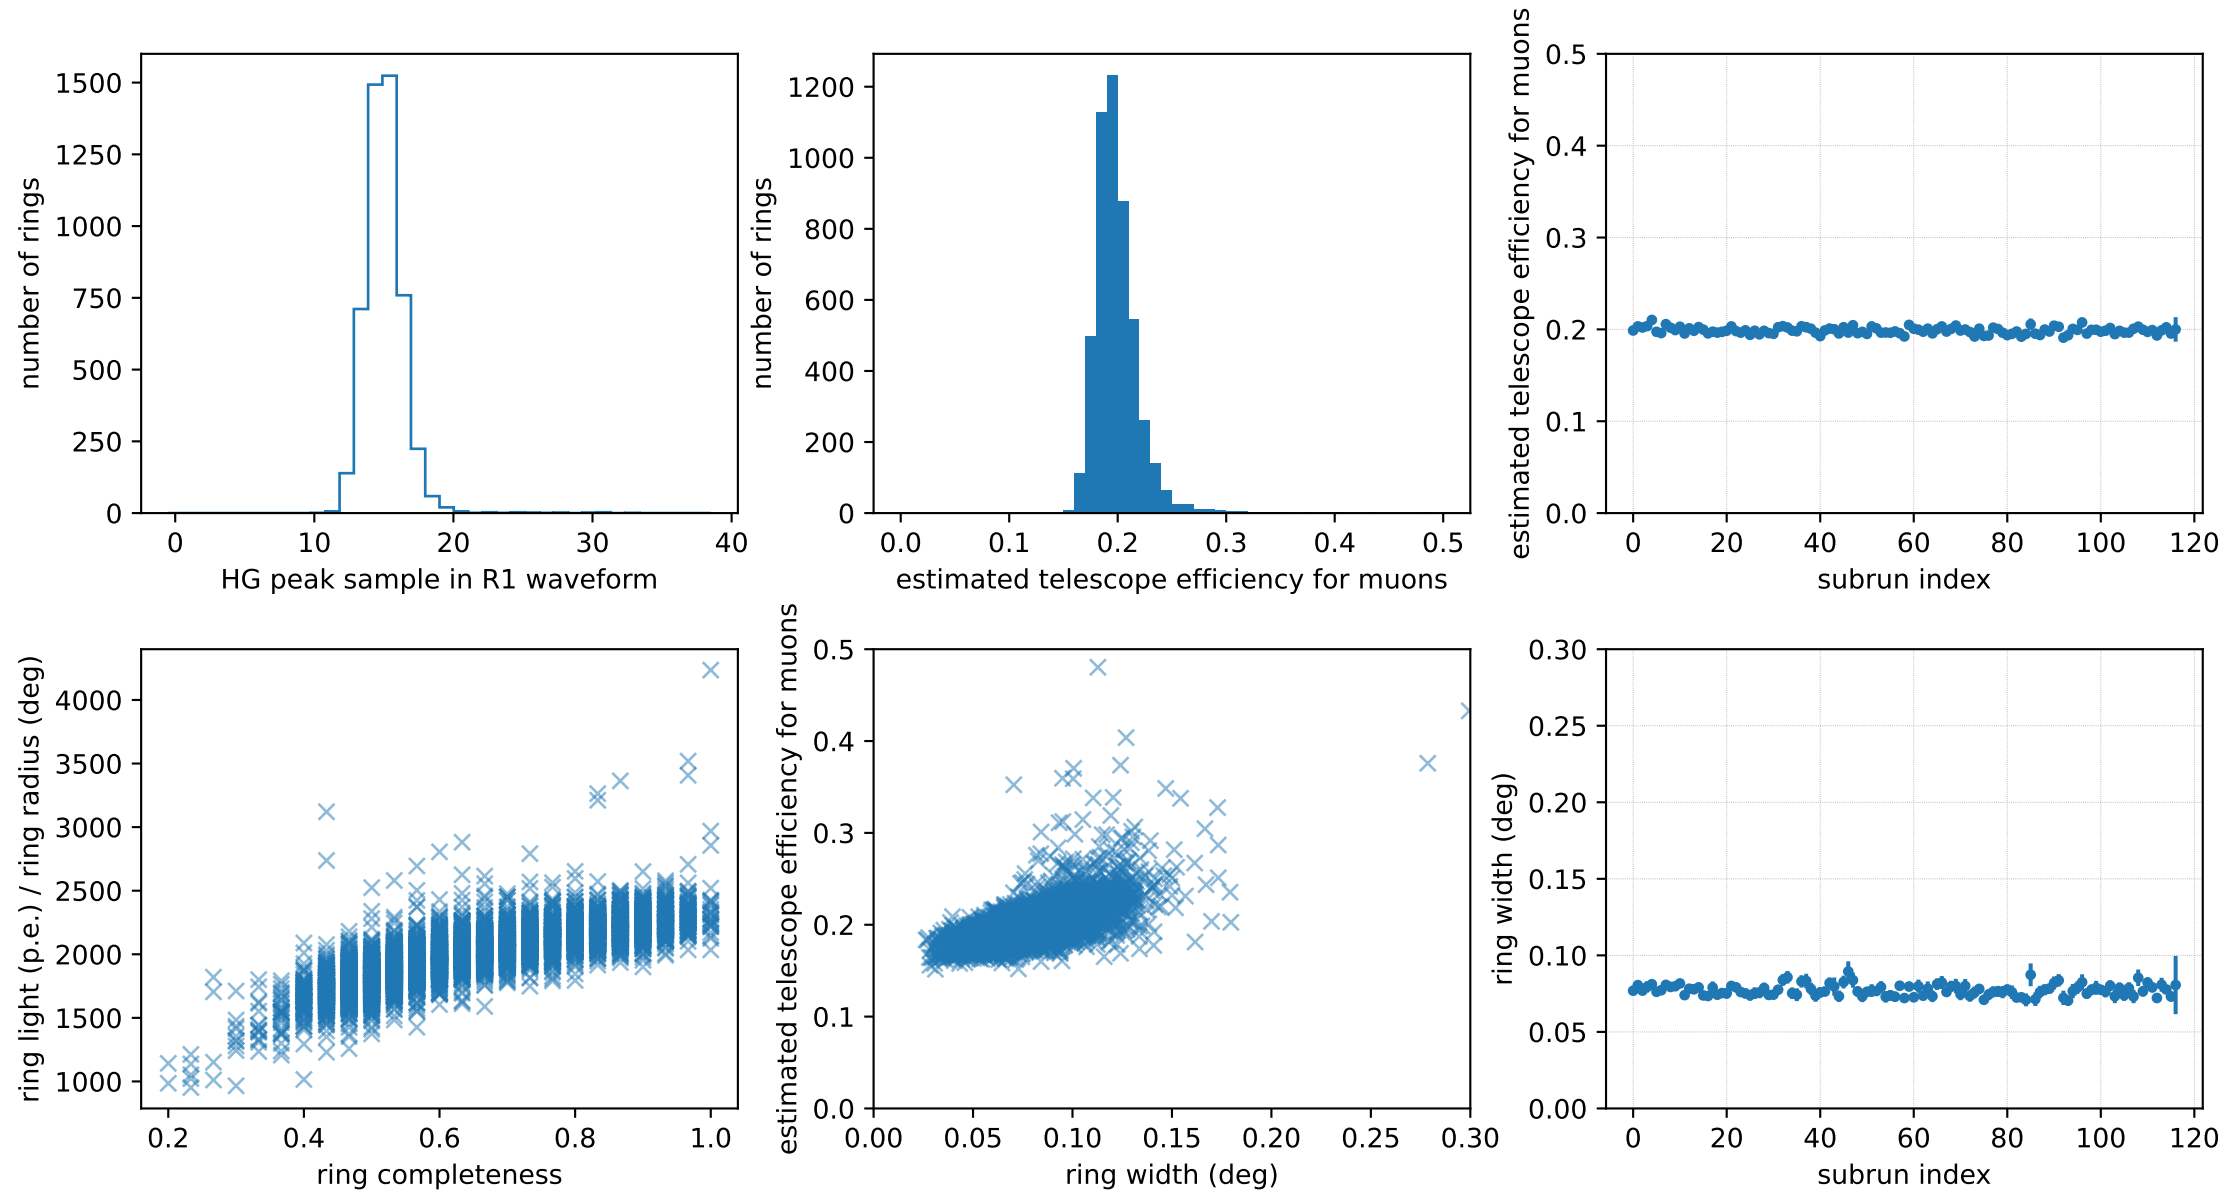 number of rings
1500
1250
1000
750
500
250
0
0 10 20 30 40
HG peak sample in R1 waveform
number of rings
1200
1000
800
600
400
200
0
0.0 0.1 0.2 0.3 0.4 0.5
estimated telescope efficiency for muons
estimated telescope efficiency for muons
0.5
0.4
0.3
0.2
0.1
0.0
0 20 40 60 80 100 120
subrun index
ring light (p.e.) / ring radius (deg)
4000
3500
3000
2500
2000
1500
1000
0.2 0.4 0.6 0.8 1.0
ring completeness
estimated telescope efficiency for muons
0.5
0.4
0.3
0.2
0.1
0.0
0.00 0.05 0.10 0.15 0.20 0.25 0.30
ring width (deg)
ring width (deg)
0.30
0.25
0.20
0.15
0.10
0.05
0.00
0 20 40 60 80 100 120
subrun index